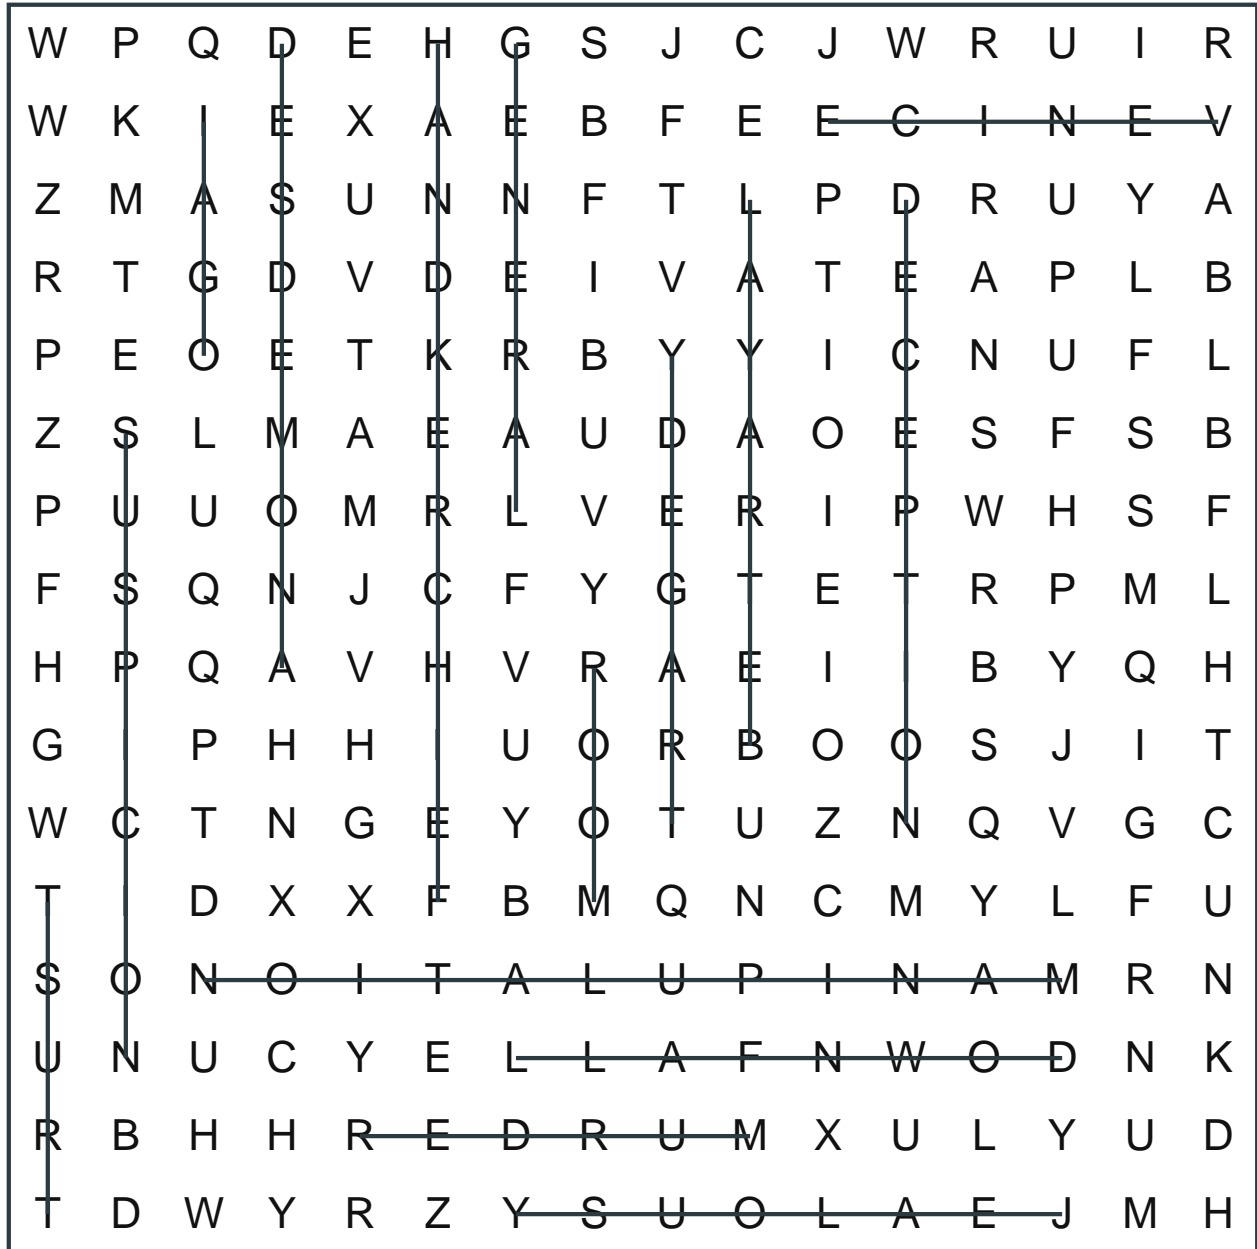 W P Q D E H G S J C J W R U I R
W K I E X A E B F E E C I N E V
Z M A S U N N F T L P D R U Y A
R T G D V D E I V A T E A P L B
P E O E T K R B Y Y I C N U F L
Z S L M A E A U D A O E S F S B
P U U O M R L V E R I P W H S F
F S Q N J C F Y G T E T R P M L
H P Q A V H V R A E I I B Y Q H
G I P H H I U O R B O O S J I T
W C T N G E Y O T U Z N Q V G C
T I D X X F B M Q N C M Y L F U
S O N O I T A L U P I N A M R N
U N U C Y E L L A F N W O D N K
R B H H R E D R U M X U L Y U D
T D W Y R Z Y S U O L A E J M H